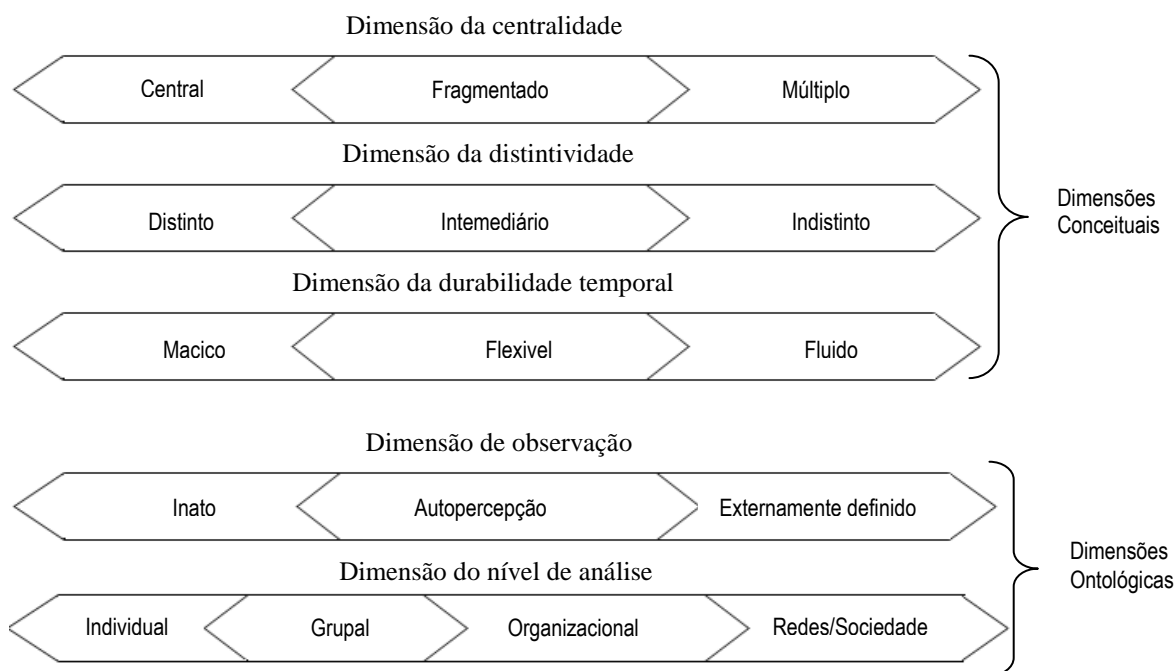 Dimensão da centralidade
Central Fragmentado Múltiplo
Dimensão da distintividade
Distinto Intemediário Indistinto
Dimensões
Conceituais
Dimensão da durabilidade temporal
Macico Flexivel Fluido
Dimensão de observação
Inato Autopercepção Externamente definido
Dimensões
Ontológicas
Dimensão do nível de análise
Individual Grupal Organizacional Redes/Sociedade